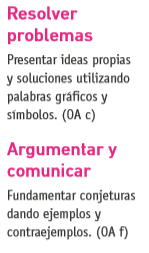 Resolver
problemas
Presentar ideas propias
y soluciones utilizando
palabras gráficos y
símbolos. (OA c)
Argumentar y
comunicar
Fundamentar conjeturas
dando ejemplos y
contraejemplos. (OA f)